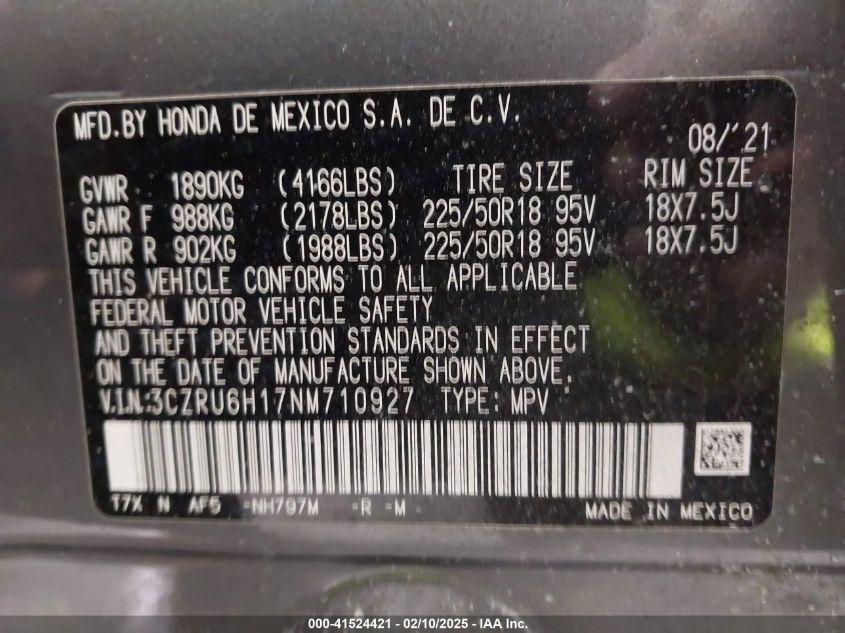 MFD.BY HONDA DE MEXICO S.A. DE C.V.
08/'21
GVWR 1890KG (4166LBS) TIRE SIZE RIM SIZE
GAWR F 988KG (2178LBS) 225/50R18 95V 18X7.5J
GAWR R 902KG (1988LBS) 225/50R18 95V 18X7.5J
THIS VEHICLE CONFORMS TO ALL APPLICABLE
FEDERAL MOTOR VEHICLE SAFETY
AND THEFT PREVENTION STANDARDS IN EFFECT
ON THE DATE OF MANUFACTURE SHOWN ABOVE.
V.I.N:3CZRU6H17NM710927 TYPE: MPV
T7X N AF5 -NH797M -R -M
MADE IN MEXICO
000-41524421 - 02/10/2025 - IAA Inc.